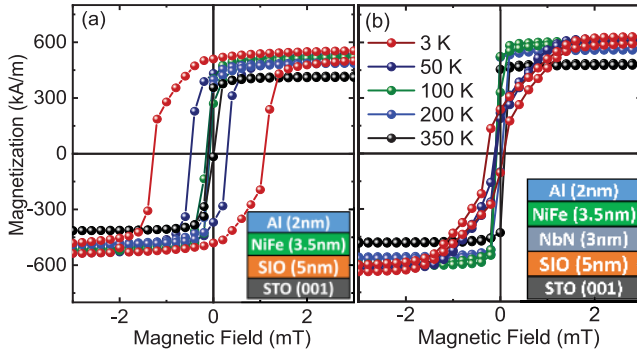 (a)
(b)
Magnetization (kA/m)
600
300
0
-300
-600
3 K
50 K
100 K
200 K
350 K
Al (2nm)
NiFe (3.5nm)
SIO (5nm)
STO (001)
Al (2nm)
NiFe (3.5nm)
NbN (3nm)
SIO (5nm)
STO (001)
-2
0
2
-2
0
2
Magnetic Field (mT)
Magnetic Field (mT)